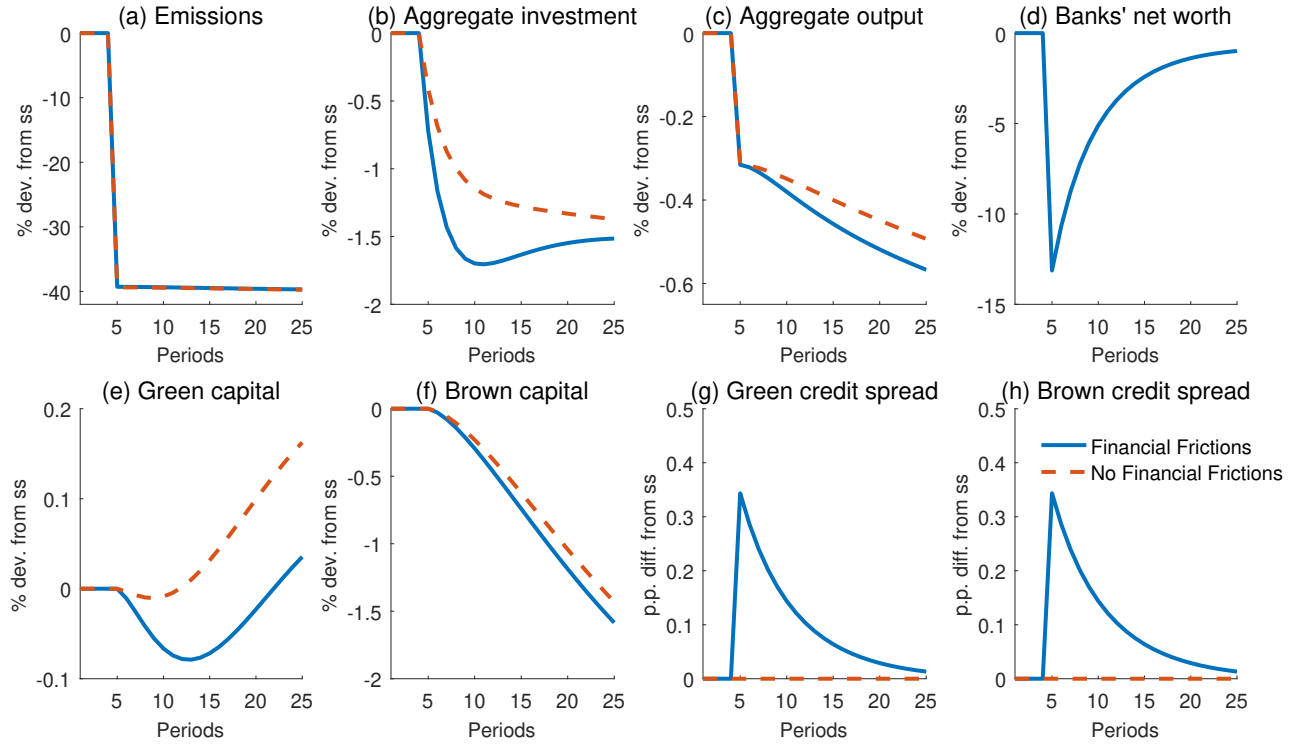 (a) Emissions
% dev. from ss
0
-10
-20
-30
-40
5 10 15 20 25
Periods
(b) Aggregate investment
% dev. from ss
0
-0.5
-1
-1.5
-2
5 10 15 20 25
Periods
(c) Aggregate output
% dev. from ss
0
-0.2
-0.4
-0.6
5 10 15 20 25
Periods
(d) Banks' net worth
% dev. from ss
0
-5
-10
-15
5 10 15 20 25
Periods
(e) Green capital
% dev. from ss
0.2
0.1
0
-0.1
5 10 15 20 25
Periods
(f) Brown capital
% dev. from ss
0
-0.5
-1
-1.5
-2
5 10 15 20 25
Periods
(g) Green credit spread
p.p. diff. from ss
0.5
0.4
0.3
0.2
0.1
0
5 10 15 20 25
Periods
(h) Brown credit spread
p.p. diff. from ss
0.5
0.4
0.3
0.2
0.1
0
Financial Frictions
No Financial Frictions
5 10 15 20 25
Periods